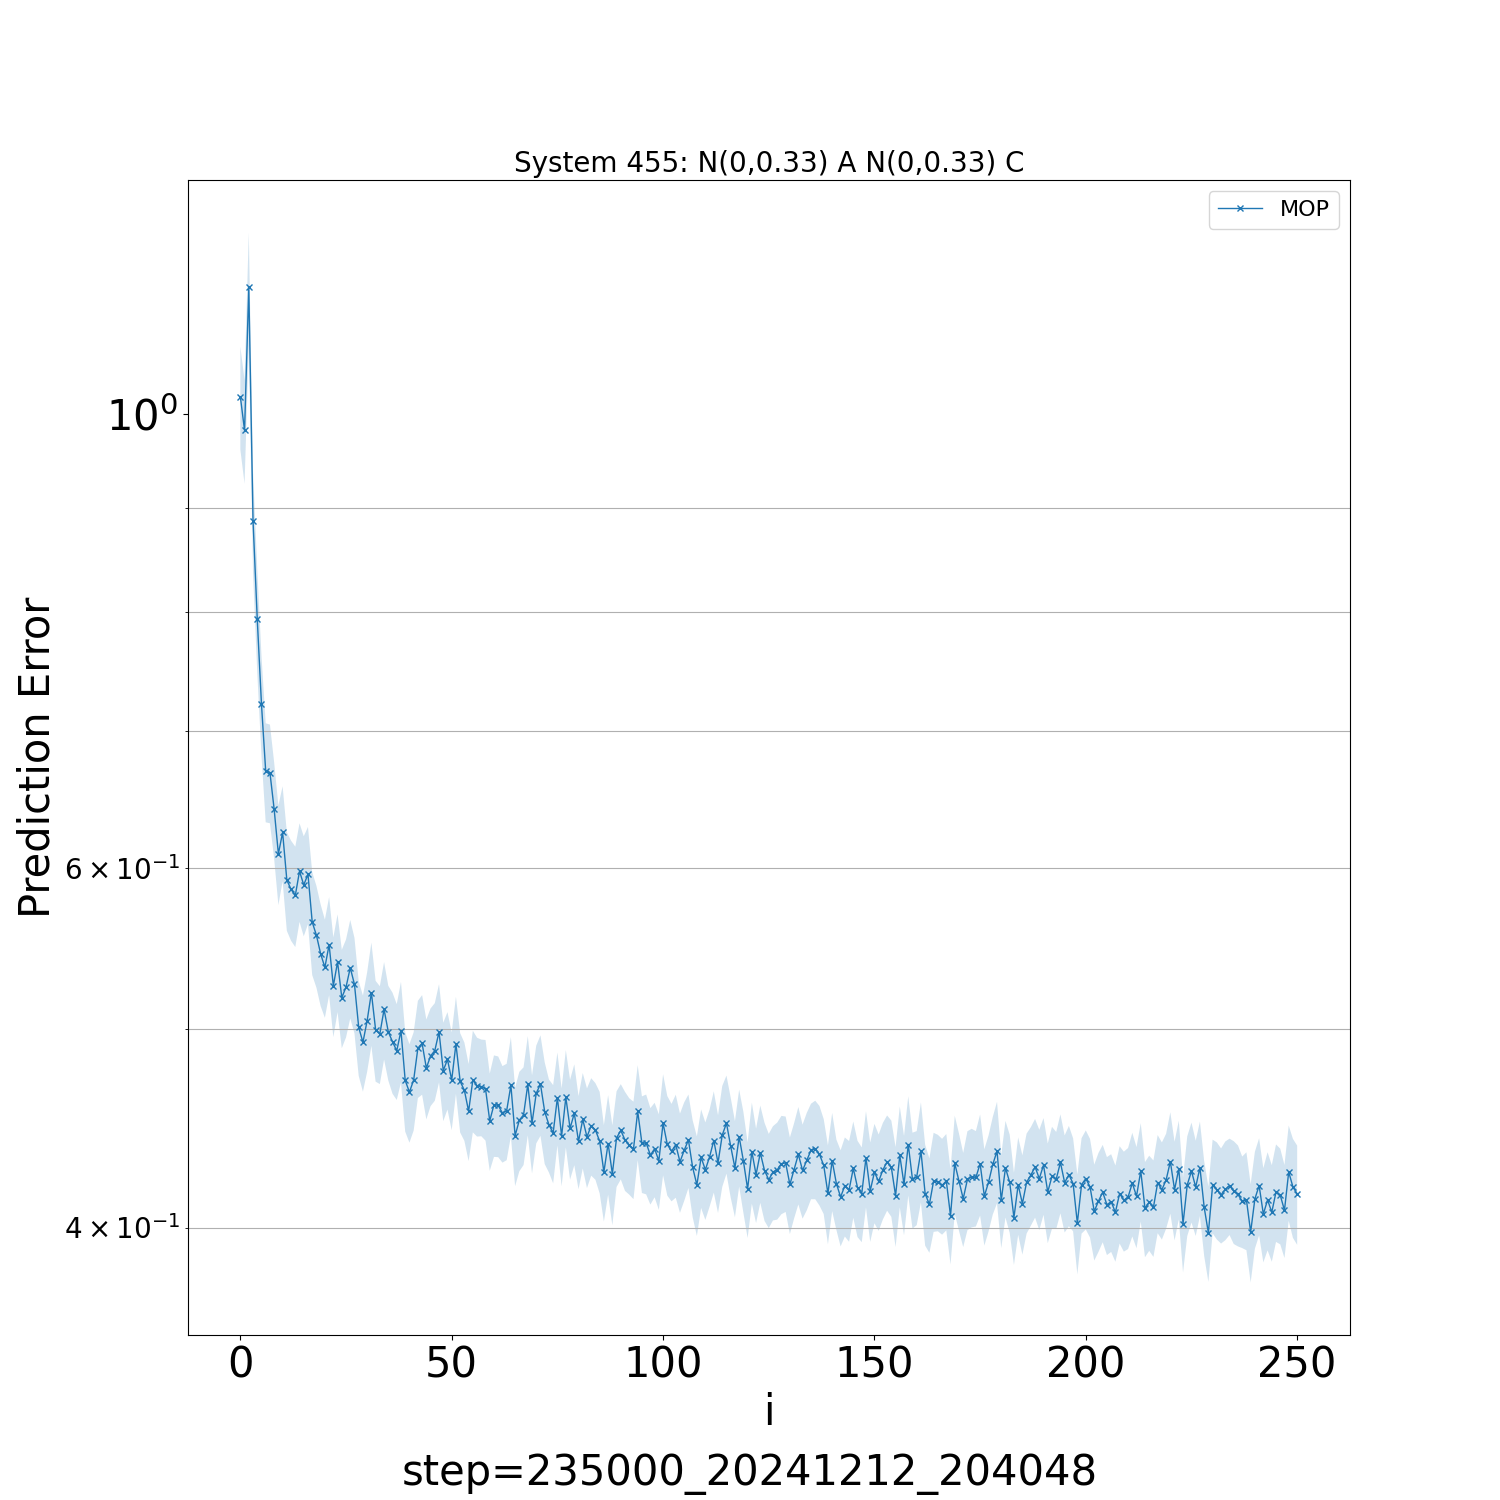 System 455: N(0,0.33) A N(0,0.33) C
MOP
Prediction Error
10⁰
6 × 10⁻¹
4 × 10⁻¹
0 50 100 150 200 250
i
step=235000_20241212_204048